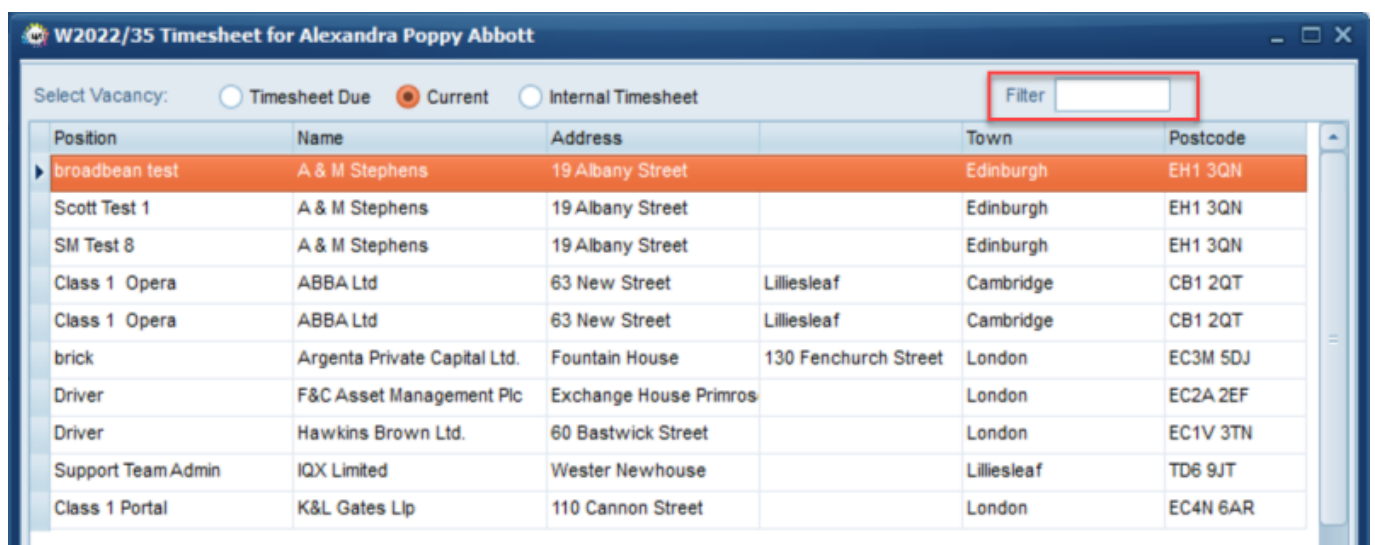 W2022/35 Timesheet for Alexandra Poppy Abbott
Select Vacancy: Timesheet Due Current Internal Timesheet Filter
Position Name Address Town Postcode
broadbean test A & M Stephens 19 Albany Street Edinburgh EH1 3QN
Scott Test 1 A & M Stephens 19 Albany Street Edinburgh EH1 3QN
SM Test 8 A & M Stephens 19 Albany Street Edinburgh EH1 3QN
Class 1 Opera ABBA Ltd 63 New Street Lilliesleaf Cambridge CB1 2QT
Class 1 Opera ABBA Ltd 63 New Street Lilliesleaf Cambridge CB1 2QT
brick Argenta Private Capital Ltd. Fountain House 130 Fenchurch Street London EC3M 5DJ
Driver F&C Asset Management Plc Exchange House Primros London EC2A 2EF
Driver Hawkins Brown Ltd. 60 Bastwick Street London EC1V 3TN
Support Team Admin IQX Limited Wester Newhouse Lilliesleaf TD6 9JT
Class 1 Portal K&L Gates Llp 110 Cannon Street London EC4N 6AR